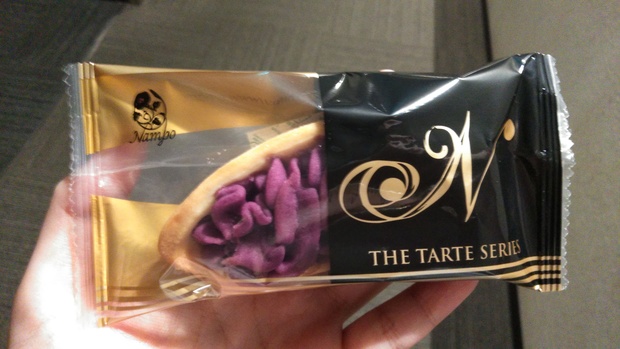 Nampo
N
THE TARTE SERIES